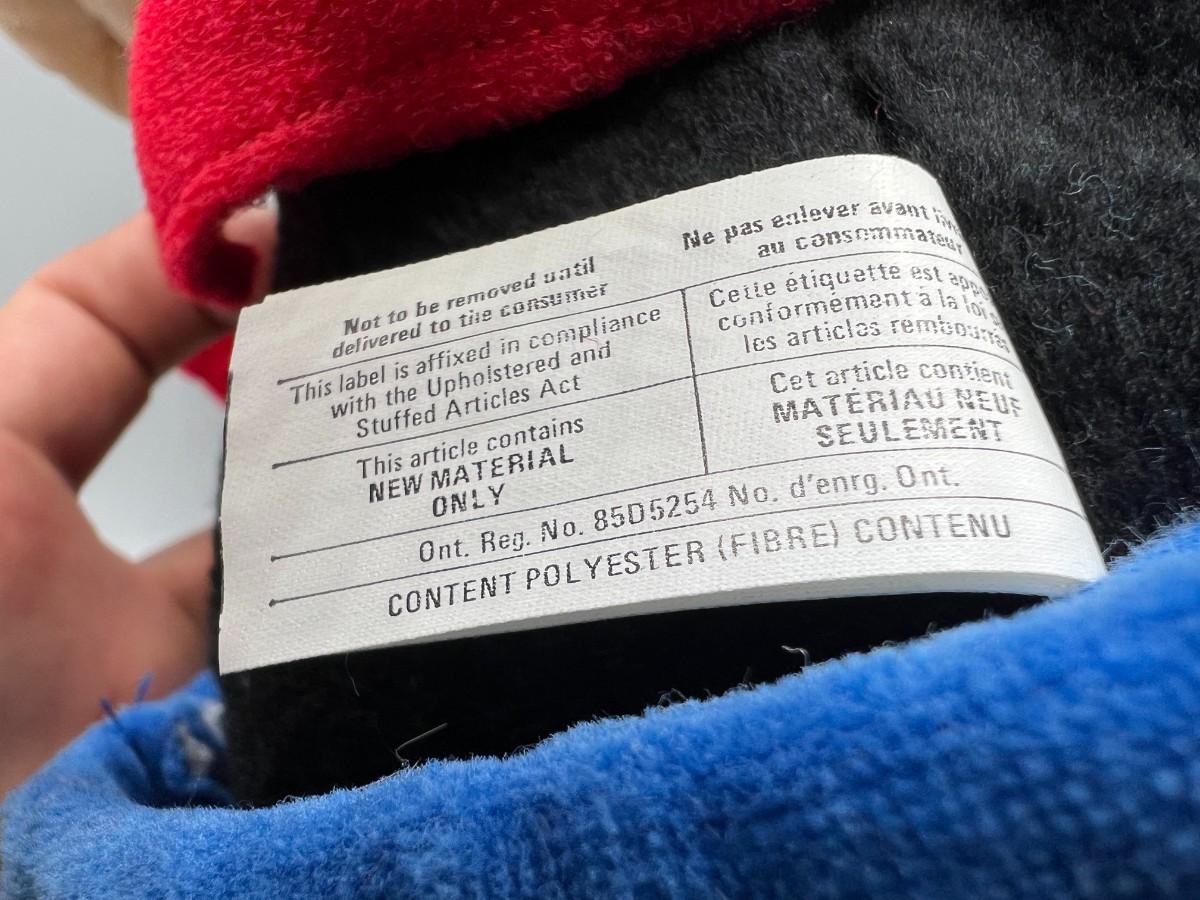 Not to be removed until
delivered to the consumer
Ne pas enlever avant
au consommateur
This label is affixed in compliance
with the Upholstered and
Stuffed Articles Act
Cette étiquette est
conformément à la loi
les articles rembourrés
This article contains
NEW MATERIAL
ONLY
Cet article contient
MATÉRIAU NEUF
SEULEMENT
Ont. Reg. No. 85D5254 No. d'enrg. Ont.
CONTENT POLYESTER (FIBRE) CONTENU